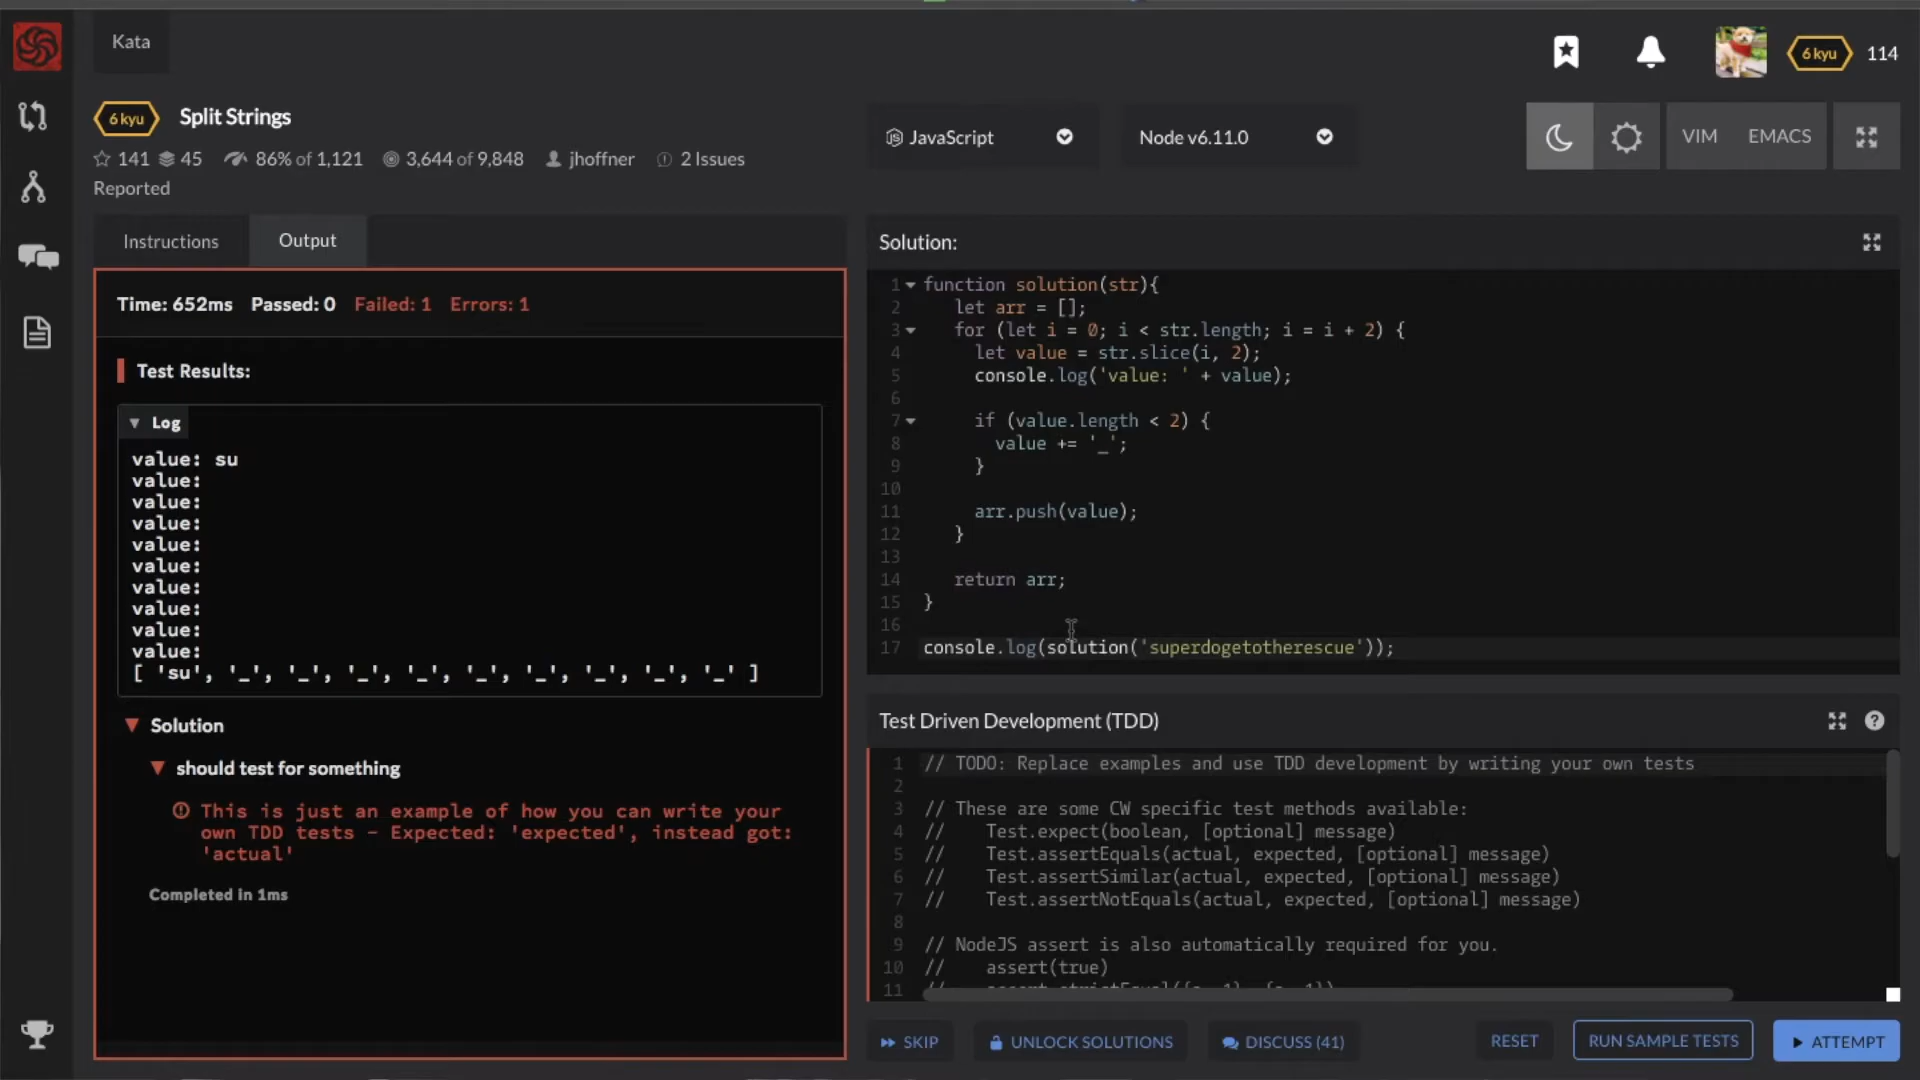 Kata
6 kyu
114
6 kyu Split Strings
141 45 86% of 1,121 3,644 of 9,848 jhoffner 2 Issues
Reported
JavaScript
Node v6.11.0
VIM EMACS
Instructions Output
Time: 652ms Passed: 0 Failed: 1 Errors: 1
Test Results:
▼ Log
value: su
value:
value:
value:
value:
value:
value:
value:
value:
value:
[ 'su', '_', '_', '_', '_', '_', '_', '_', '_', '_' ]
▼ Solution
▼ should test for something
This is just an example of how you can write your
own TDD tests – Expected: 'expected', instead got:
'actual'
Completed in 1ms
Solution:
1 function solution(str){
2 let arr = [];
3 for (let i = 0; i < str.length; i = i + 2) {
4 let value = str.slice(i, 2);
5 console.log('value: ' + value);
6
7 if (value.length < 2) {
8 value += '_';
9 }
10
11 arr.push(value);
12 }
13
14 return arr;
15 }
16
17 console.log(solution('superdogetotherescue'));
Test Driven Development (TDD)
?
1 // TODO: Replace examples and use TDD development by writing your own tests
2
3 // These are some CW specific test methods available:
4 // Test.expect(boolean, [optional] message)
5 // Test.assertEquals(actual, expected, [optional] message)
6 // Test.assertSimilar(actual, expected, [optional] message)
7 // Test.assertNotEquals(actual, expected, [optional] message)
8
9 // NodeJS assert is also automatically required for you.
10 // assert(true)
11
SKIP
UNLOCK SOLUTIONS
DISCUSS (41)
RESET
RUN SAMPLE TESTS
ATTEMPT